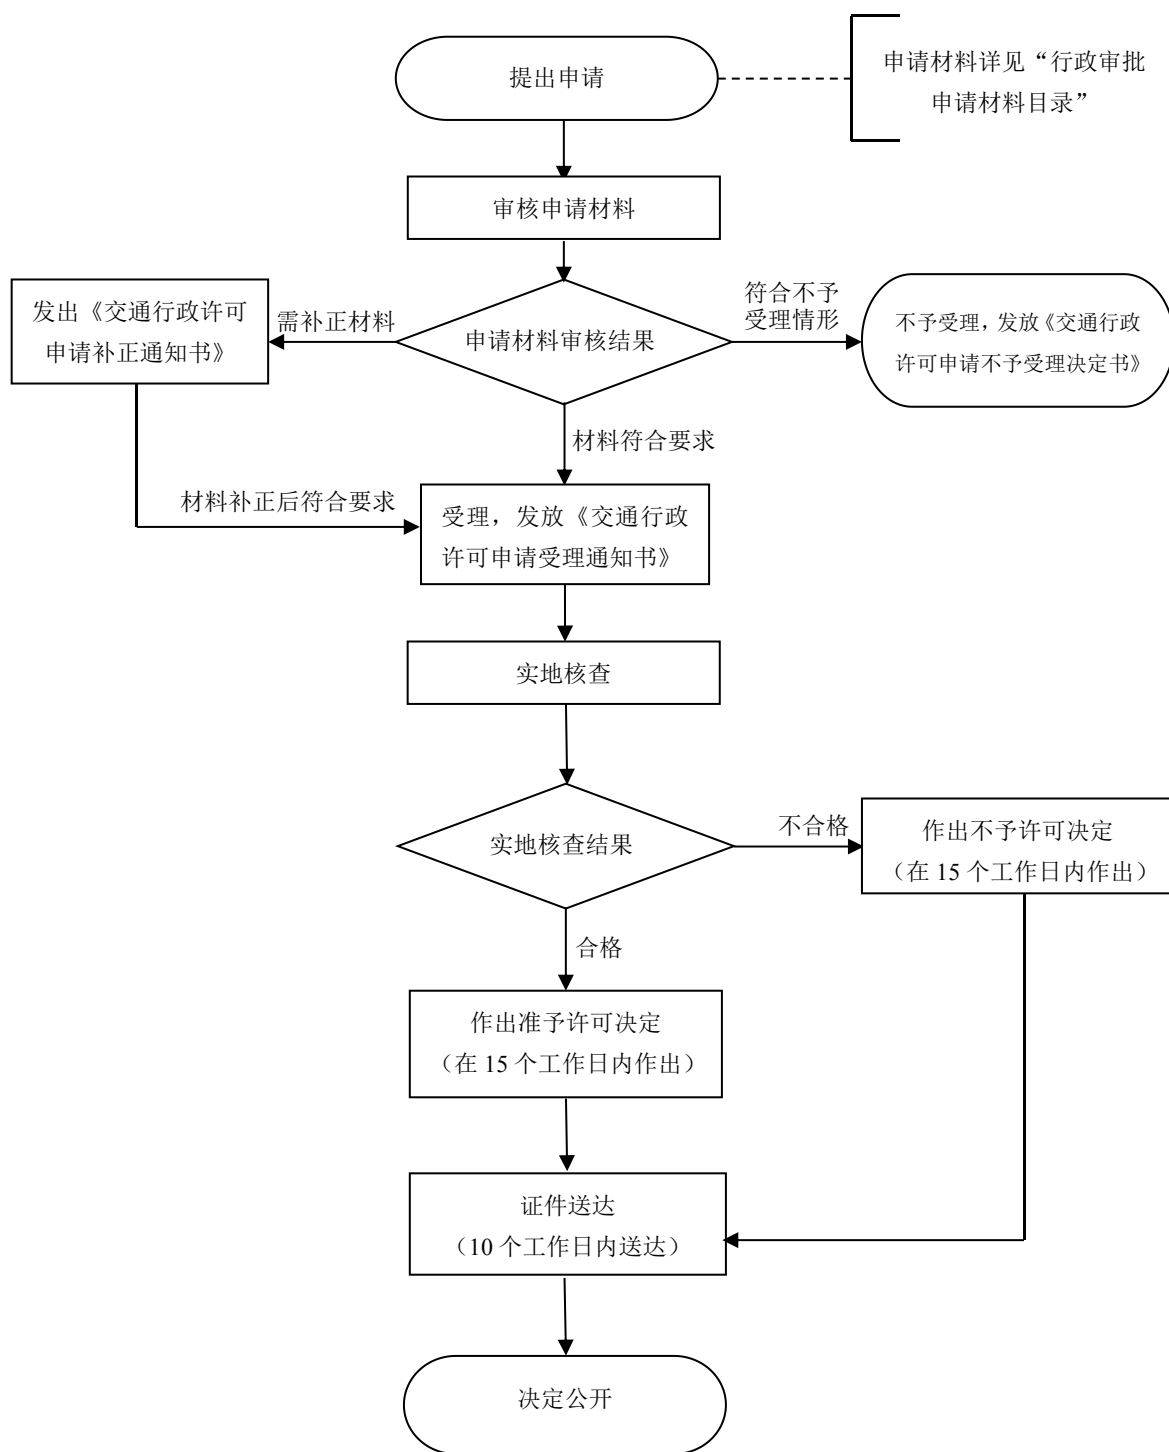 提出申请
申请材料详见“行政审批
申请材料目录”
审核申请材料
发出《交通行政许可
申请补正通知书》
需补正材料
申请材料审核结果
符合不予
受理情形
不予受理，发放《交通行政
许可申请不予受理决定书》
材料符合要求
材料补正后符合要求
受理，发放《交通行政
许可申请受理通知书》
实地核查
实地核查结果
不合格
作出不予许可决定
（在 15 个工作日内作出）
合格
作出准予许可决定
（在 15 个工作日内作出）
证件送达
（10 个工作日内送达）
决定公开